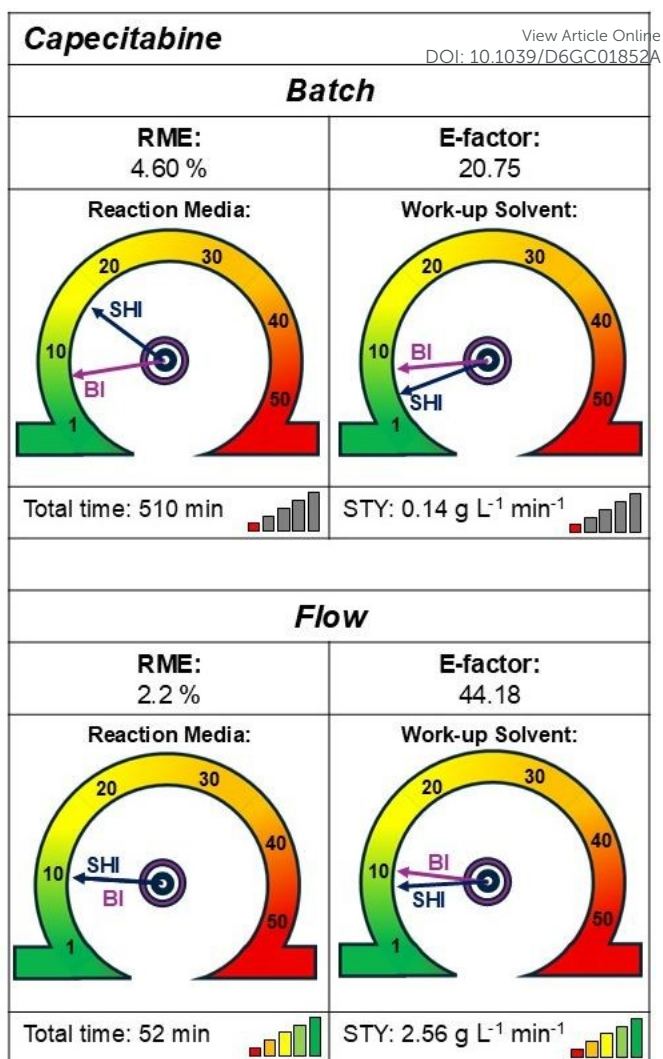 Capecitabine
View Article Online
DOI: 10.1039/D6GC01852A
Batch
RME:
4.60 %
E-factor:
20.75
Reaction Media:
Work-up Solvent:
20
30
10
40
SHI
BI
50
1
20
30
10
40
BI
SHI
50
1
Total time: 510 min
STY: 0.14 g L⁻¹ min⁻¹
Flow
RME:
2.2 %
E-factor:
44.18
Reaction Media:
Work-up Solvent:
20
30
10
40
SHI
BI
50
1
20
30
10
40
BI
SHI
50
1
Total time: 52 min
STY: 2.56 g L⁻¹ min⁻¹